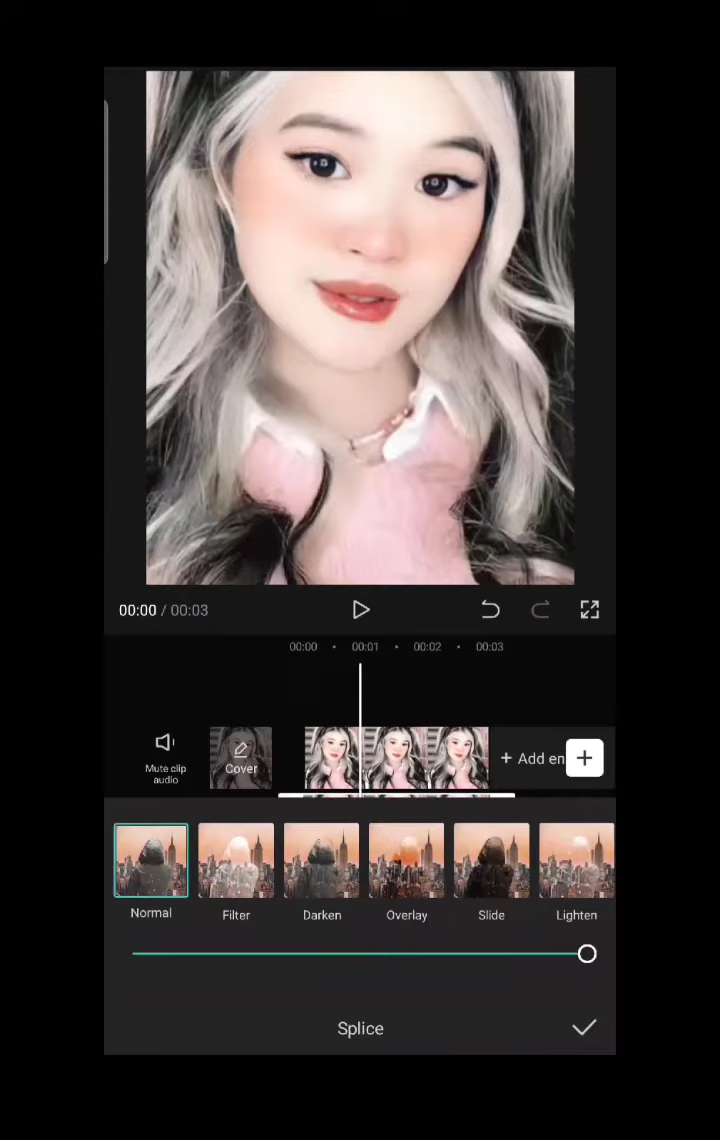 00:00 / 00:03
00:00 • 00:01 • 00:02 • 00:03
Mute clip
audio
Cover
+ Add en
Normal
Filter
Darken
Overlay
Slide
Lighten
Splice